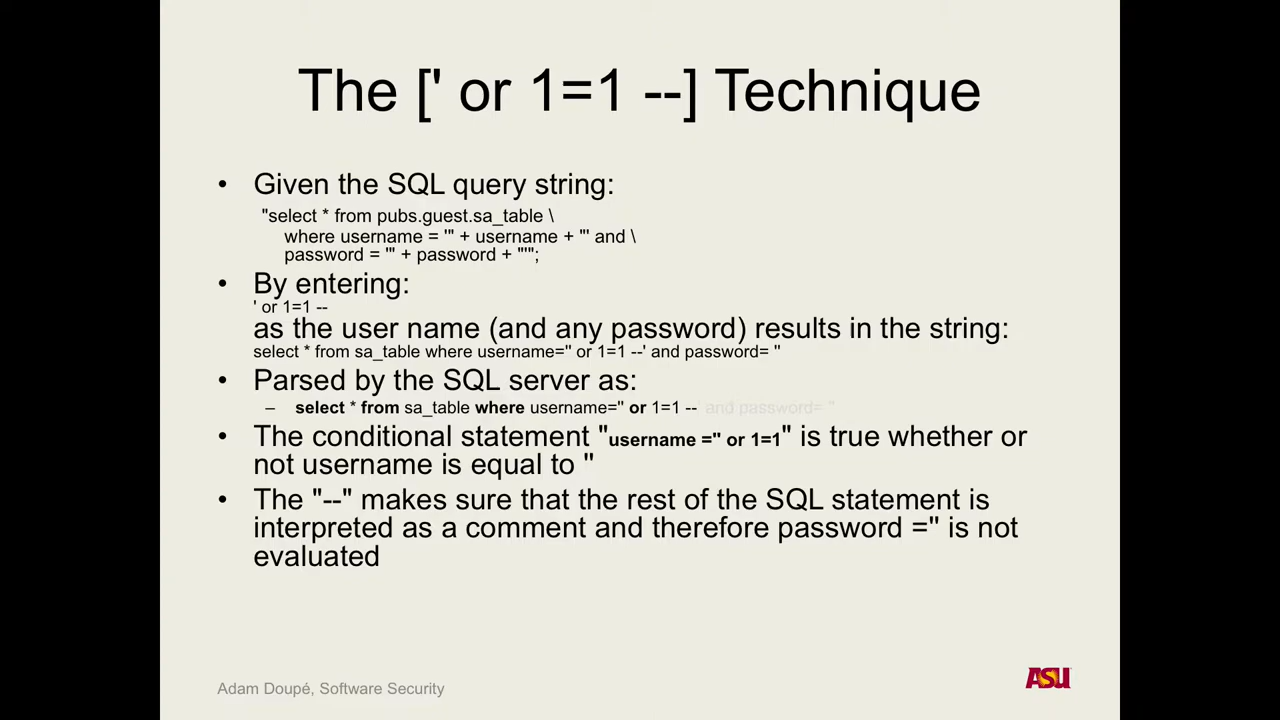 The [' or 1=1 --] Technique
• Given the SQL query string:
"select * from pubs.guest.sa_table \
where username = '" + username + "' and \
password = '" + password + "'";
• By entering:
' or 1=1 --
as the user name (and any password) results in the string:
select * from sa_table where username='' or 1=1 --' and password= ''
• Parsed by the SQL server as:
– select * from sa_table where username='' or 1=1 --' and password= ''
• The conditional statement "username ='' or 1=1" is true whether or
not username is equal to ''
• The "--" makes sure that the rest of the SQL statement is
interpreted as a comment and therefore password ='' is not
evaluated
Adam Doupé, Software Security
ASU